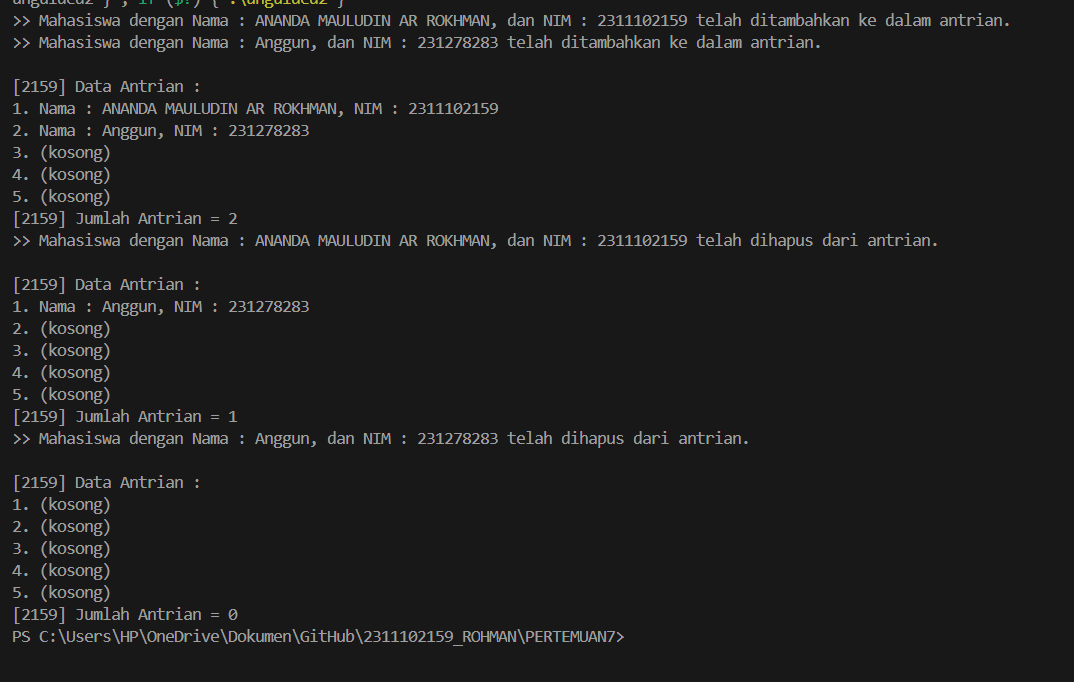 >> Mahasiswa dengan Nama : ANANDA MAULUDIN AR ROKHMAN, dan NIM : 2311102159 telah ditambahkan ke dalam antrian.
>> Mahasiswa dengan Nama : Anggun, dan NIM : 231278283 telah ditambahkan ke dalam antrian.
[2159] Data Antrian :
1. Nama : ANANDA MAULUDIN AR ROKHMAN, NIM : 2311102159
2. Nama : Anggun, NIM : 231278283
3. (kosong)
4. (kosong)
5. (kosong)
[2159] Jumlah Antrian = 2
>> Mahasiswa dengan Nama : ANANDA MAULUDIN AR ROKHMAN, dan NIM : 2311102159 telah dihapus dari antrian.
[2159] Data Antrian :
1. Nama : Anggun, NIM : 231278283
2. (kosong)
3. (kosong)
4. (kosong)
5. (kosong)
[2159] Jumlah Antrian = 1
>> Mahasiswa dengan Nama : Anggun, dan NIM : 231278283 telah dihapus dari antrian.
[2159] Data Antrian :
1. (kosong)
2. (kosong)
3. (kosong)
4. (kosong)
5. (kosong)
[2159] Jumlah Antrian = 0
PS C:\Users\HP\OneDrive\Dokumen\GitHub\2311102159_ROHMAN\PERTEMUAN7>